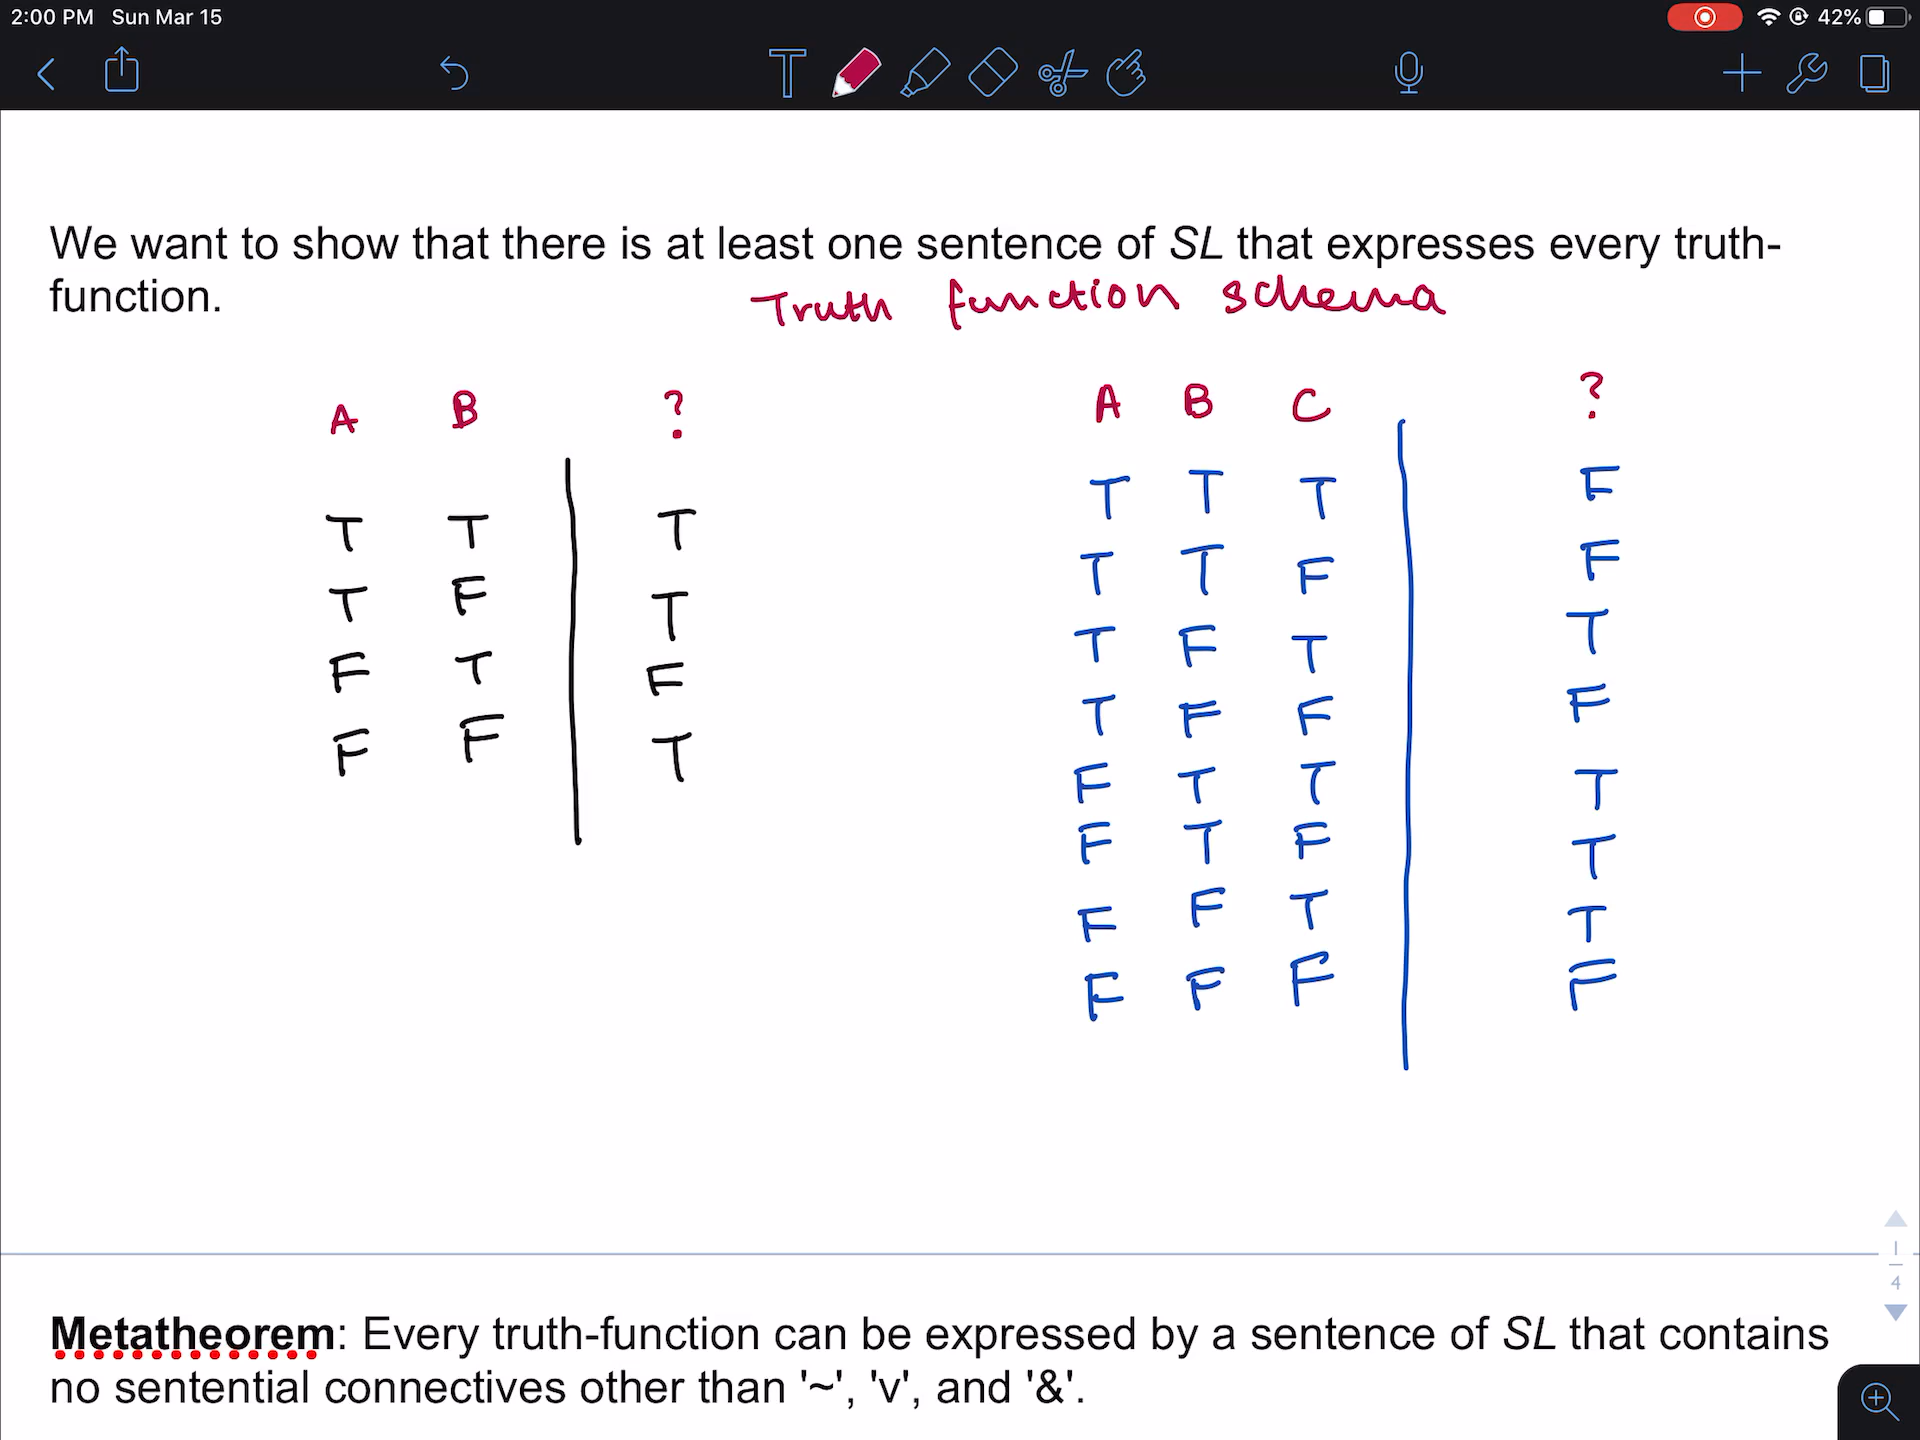 2:00 PM Sun Mar 15 42%
T
We want to show that there is at least one sentence of SL that expresses every truth-
function.
Truth function schema
A B ?
T T T
T F T
F T F
F F T
A B C ?
T T T F
T T F F
T F T T
T F F F
F T T T
F T F T
F F T T
F F F F
1
4
Metatheorem: Every truth-function can be expressed by a sentence of SL that contains
no sentential connectives other than '~', 'v', and '&'.